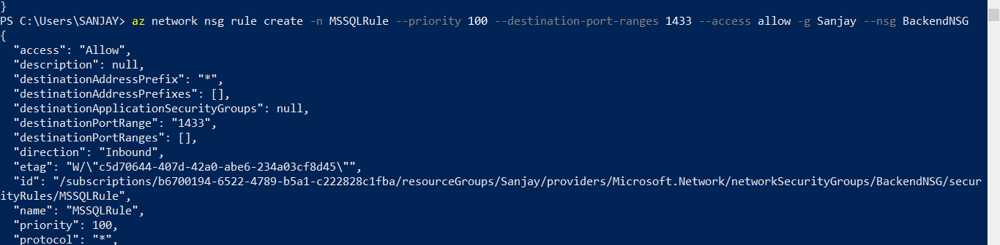 }
PS C:\Users\SANJAY> az network nsg rule create -n MSSQLRule --priority 100 --destination-port-ranges 1433 --access allow -g Sanjay --nsg BackendNSG
{
  "access": "Allow",
  "description": null,
  "destinationAddressPrefix": "*",
  "destinationAddressPrefixes": [],
  "destinationApplicationSecurityGroups": null,
  "destinationPortRange": "1433",
  "destinationPortRanges": [],
  "direction": "Inbound",
  "etag": "W/\"c5d70644-407d-42a0-abe6-234a03cf8d45\"",
  "id": "/subscriptions/b6700194-6522-4789-b5a1-c222828c1fba/resourceGroups/Sanjay/providers/Microsoft.Network/networkSecurityGroups/BackendNSG/secur
ityRules/MSSQLRule",
  "name": "MSSQLRule",
  "priority": 100,
  "protocol": "*",